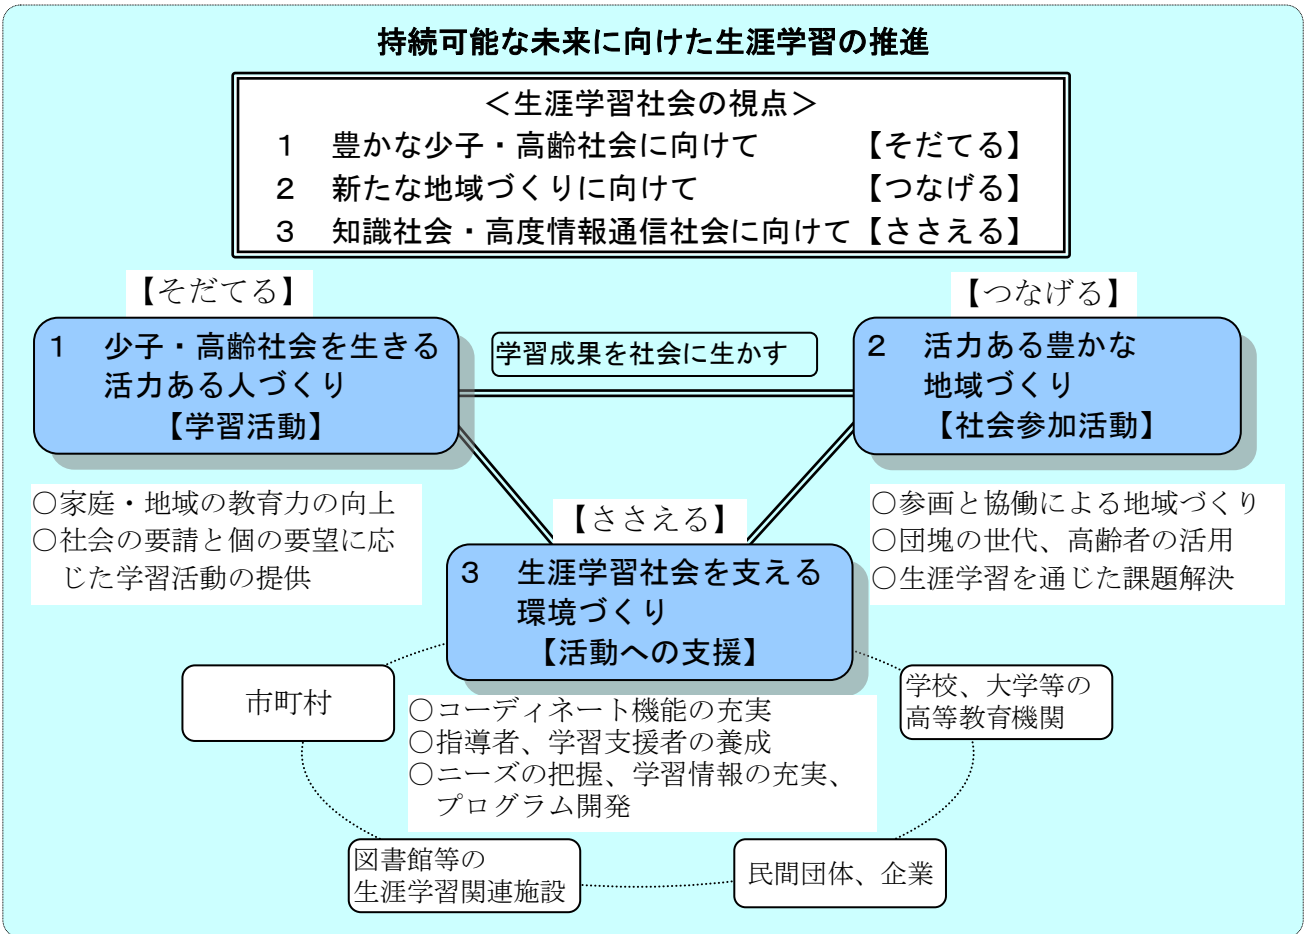 持続可能な未来に向けた生涯学習の推進
＜生涯学習社会の視点＞
１　豊かな少子・高齢社会に向けて　　　【そだてる】
２　新たな地域づくりに向けて　　　　　【つなげる】
３　知識社会・高度情報通信社会に向けて【ささえる】
【そだてる】
１　少子・高齢社会を生きる
活力ある人づくり
【学習活動】
学習成果を社会に生かす
【つなげる】
２　活力ある豊かな
地域づくり
【社会参加活動】
○家庭・地域の教育力の向上
○社会の要請と個の要望に応
じた学習活動の提供
○参画と協働による地域づくり
○団塊の世代、高齢者の活用
○生涯学習を通じた課題解決
【ささえる】
３　生涯学習社会を支える
環境づくり
【活動への支援】
○コーディネート機能の充実
○指導者、学習支援者の養成
○ニーズの把握、学習情報の充実、
プログラム開発
市町村
学校、大学等の
高等教育機関
図書館等の
生涯学習関連施設
民間団体、企業